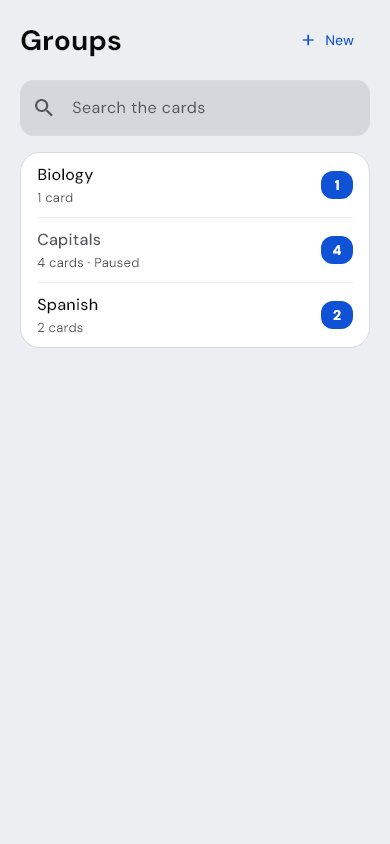 Groups
+ New
Search the cards
Biology
1 card
1
Capitals
4 cards · Paused
4
Spanish
2 cards
2